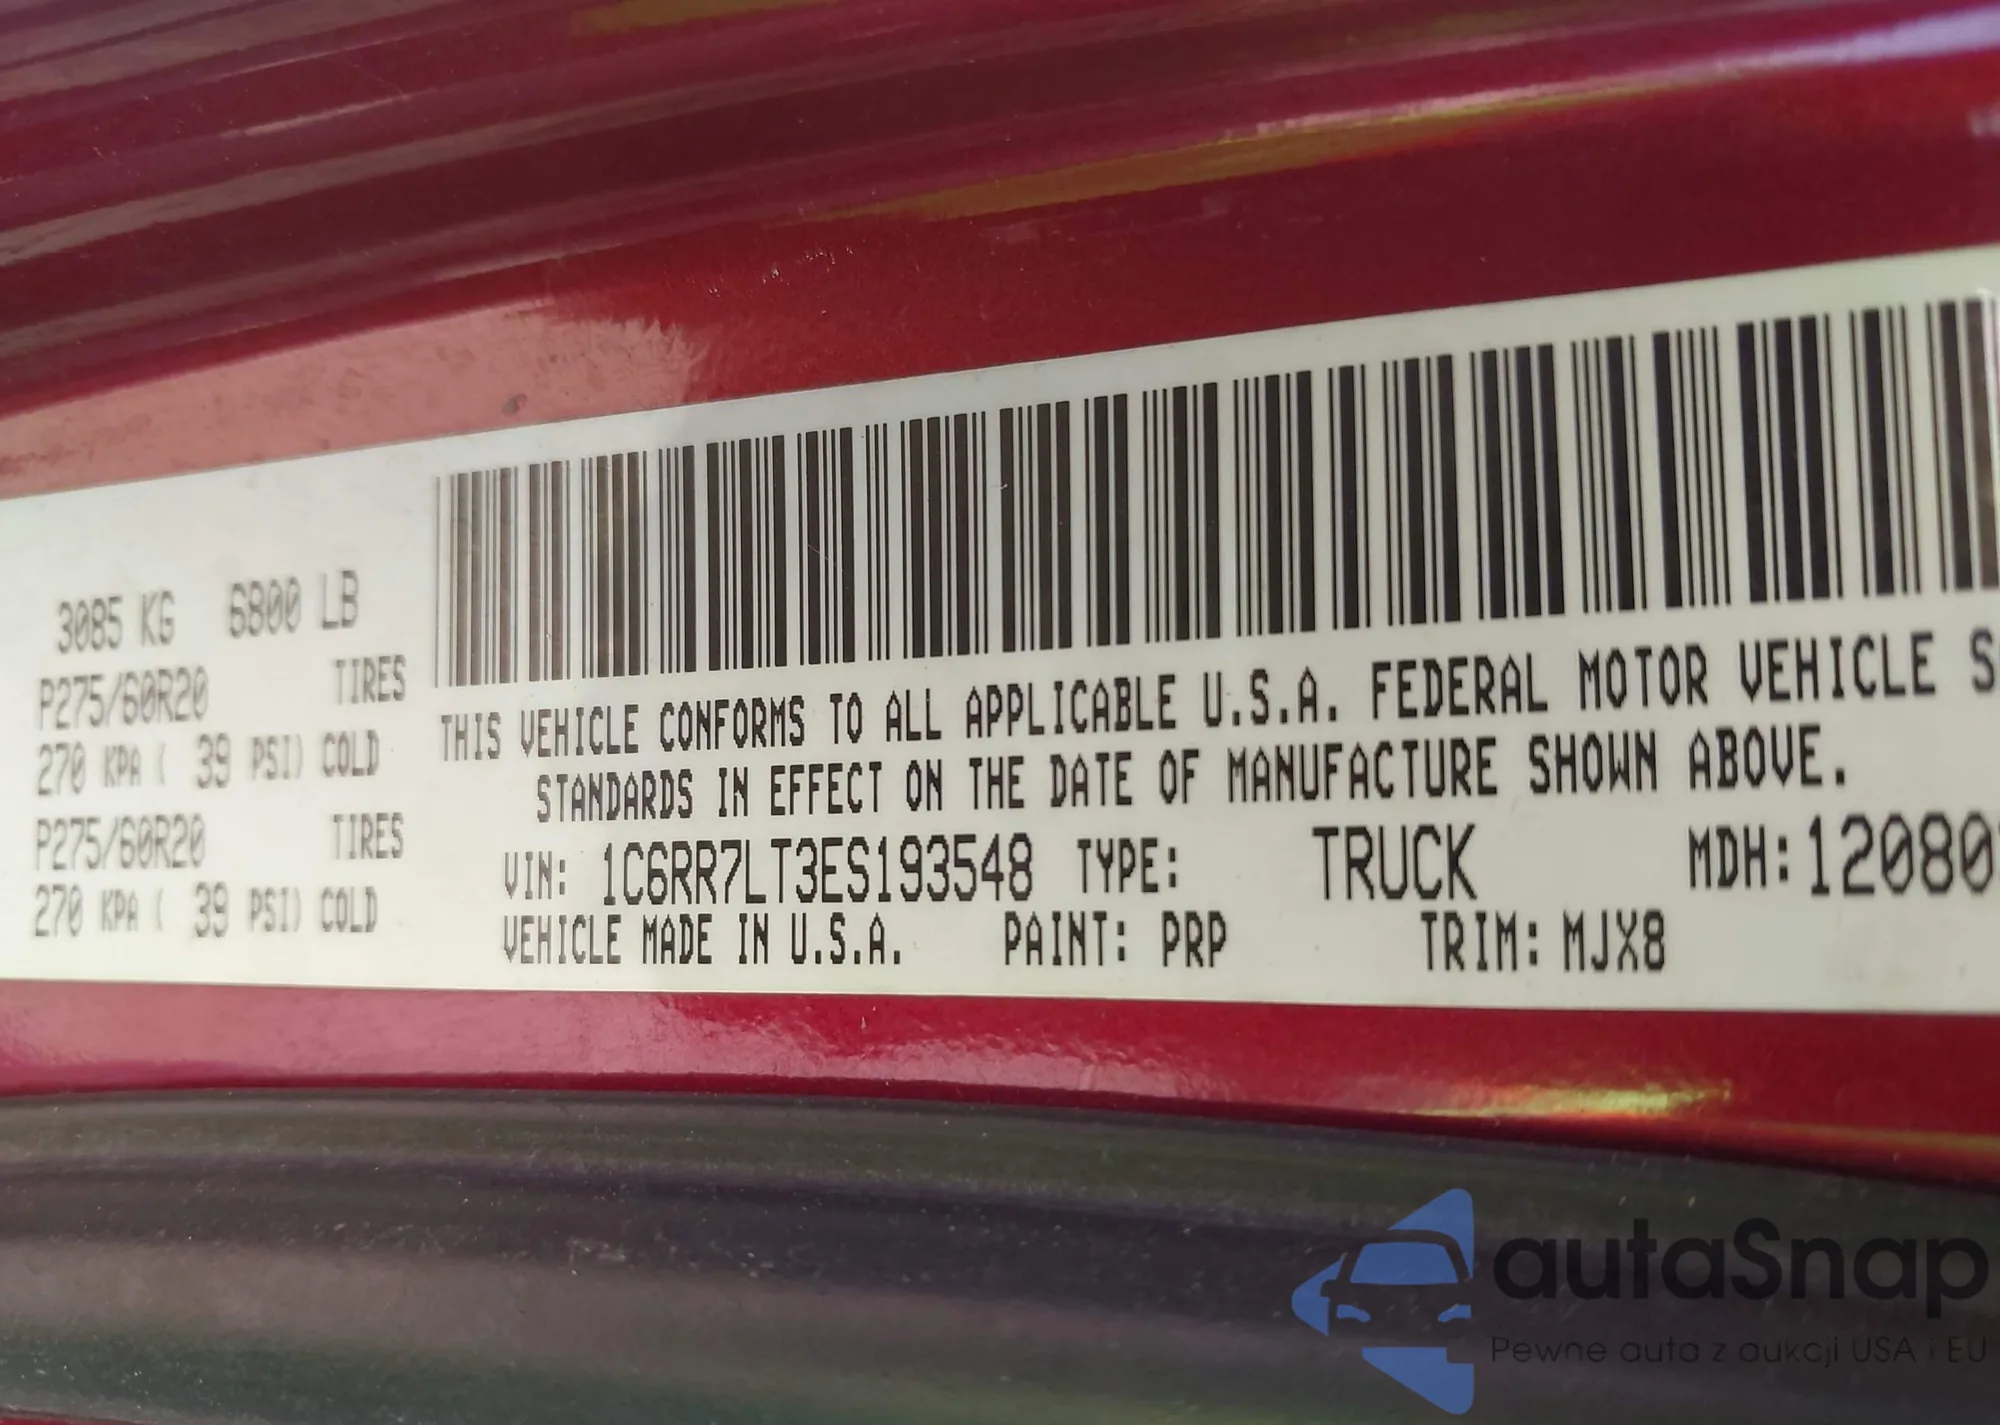 3085 KG 6800 LB
P275/60R20 TIRES
270 KPA ( 39 PSI) COLD
P275/60R20 TIRES
270 KPA ( 39 PSI) COLD
THIS VEHICLE CONFORMS TO ALL APPLICABLE U.S.A. FEDERAL MOTOR VEHICLE
STANDARDS IN EFFECT ON THE DATE OF MANUFACTURE SHOWN ABOVE.
VIN: 1C6RR7LT3ES193548 TYPE: TRUCK MDH: 12080
VEHICLE MADE IN U.S.A. PAINT: PRP TRIM: MJX8
autaSnap
Pewne auta z aukcji USA i EU